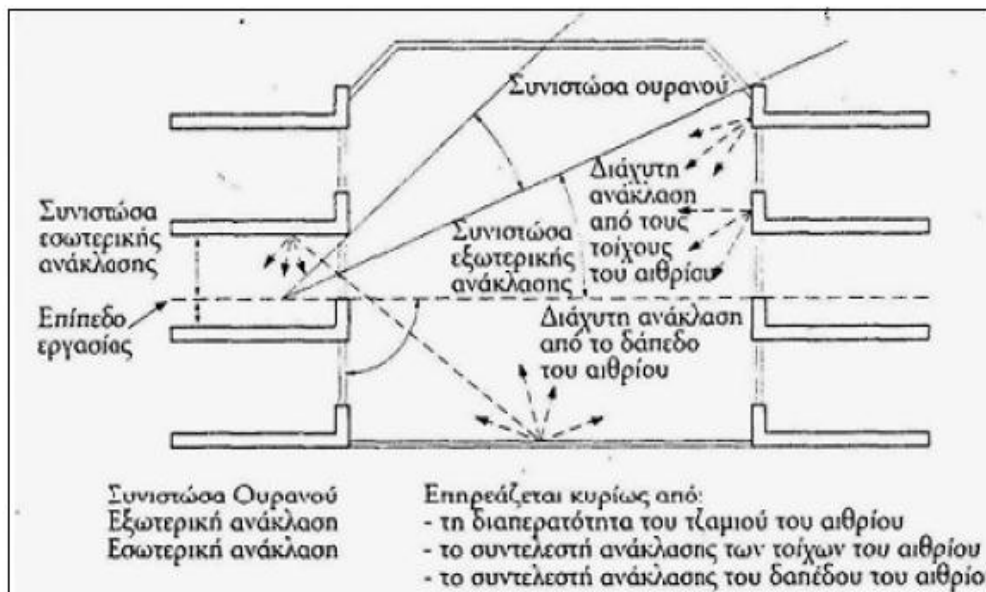 Συνιστώσα ουρανού
Διάχυτη
ανάκλαση
από τους
τοίχους
του αιθρίου
Συνιστώσα
εσωτερικής
ανάκλασης
Συνιστώσα
εξωτερικής
ανάκλασης
Επίπεδο
εργασίας
Διάχυτη ανάκλαση
από το δάπεδο
του αιθρίου
Συνιστώσα Ουρανού
Εξωτερική ανάκλαση
Εσωτερική ανάκλαση
Επηρεάζεται κυρίως από:
- τη διαπερατότητα του τζαμιού του αιθρίου
- το συντελεστή ανάκλασης των τοίχων του αιθρίου
- το συντελεστή ανάκλασης του δαπέδου του αιθρίο